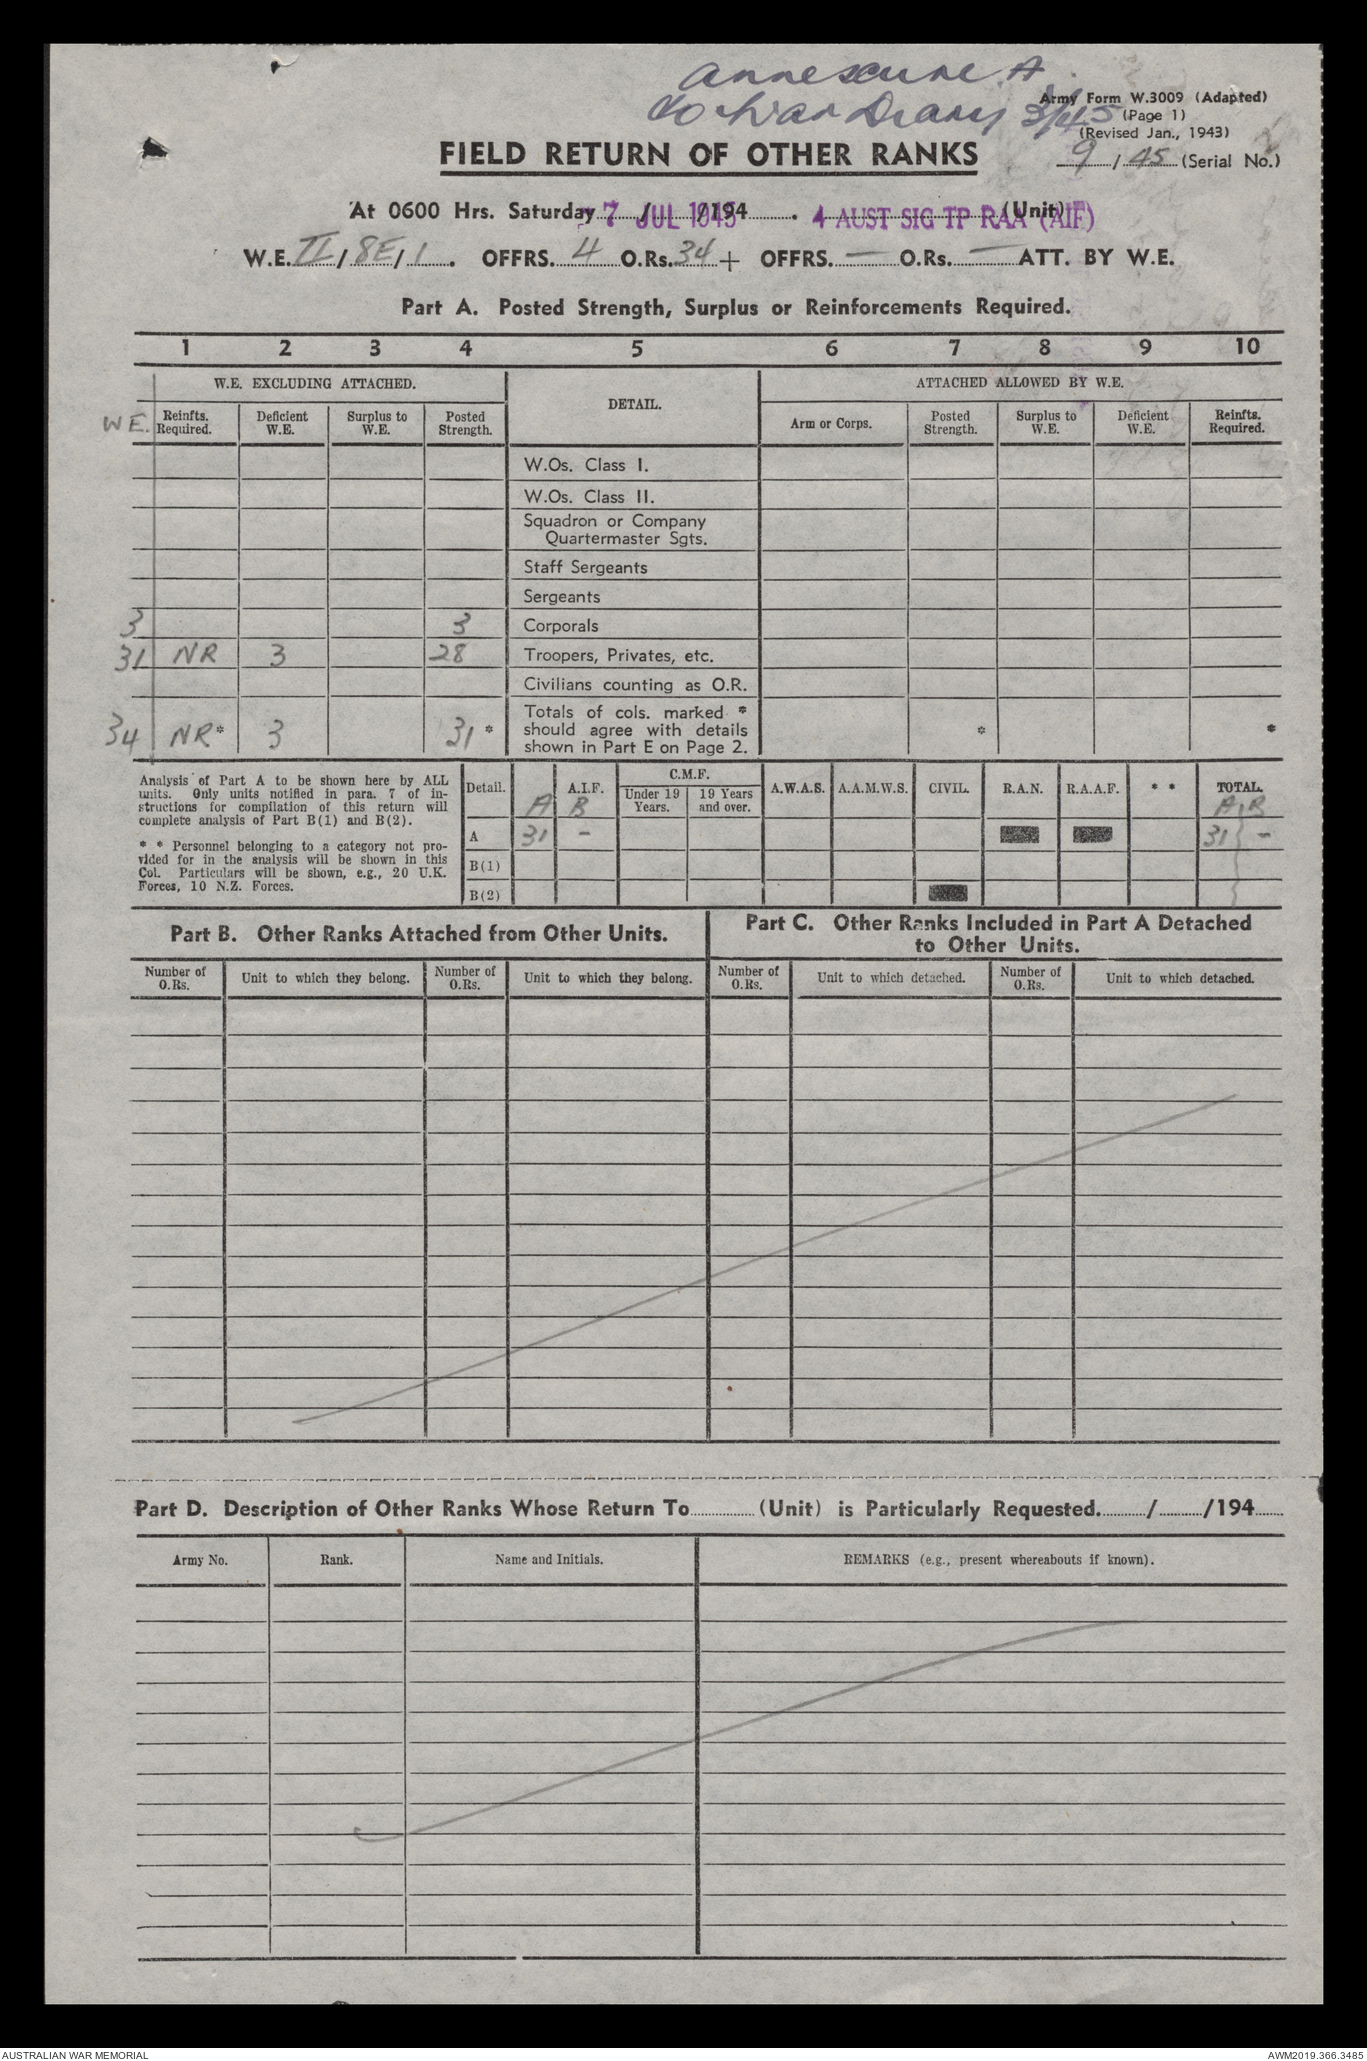 Annexure A
to War Diary 3/45
Army Form W.3009 (Adapted)
(Page 1)
(Revised Jan., 1943)
9 / 45 (Serial No.)
FIELD RETURN OF OTHER RANKS
At 0600 Hrs. Saturday - 7 JUL 1945 / /194 . 4 AUST SIG TP RAA (AIF) (Unit)
W.E. II / 8E / 1 . OFFRS. 4 O.Rs. 34 + OFFRS. — O.Rs. — ATT. BY W.E.
Part A. Posted Strength, Surplus or Reinforcements Required.
1 2 3 4 5 6 7 8 9 10
W.E. EXCLUDING ATTACHED. DETAIL. ATTACHED ALLOWED BY W.E.
W.E. Reinfts. Required. Deficient W.E. Surplus to W.E. Posted Strength. Arm or Corps. Posted Strength. Surplus to W.E. Deficient W.E. Reinfts. Required.
W.Os. Class I.
W.Os. Class II.
Squadron or Company
Quartermaster Sgts.
Staff Sergeants
Sergeants
3 3 Corporals
31 NR 3 28 Troopers, Privates, etc.
Civilians counting as O.R.
Totals of cols. marked *
34 NR * 3 31 * should agree with details * *
shown in Part E on Page 2.
Analysis of Part A to be shown here by ALL
units. Only units notified in para. 7 of in-
structions for compilation of this return will
complete analysis of Part B(1) and B(2).
* * Personnel belonging to a category not pro-
vided for in the analysis will be shown in this
Col. Particulars will be shown, e.g., 20 U.K.
Forces, 10 N.Z. Forces.
Detail. A.I.F. C.M.F. A.W.A.S. A.A.M.W.S. CIVIL. R.A.N. R.A.A.F. * * TOTAL.
A B Under 19 Years. 19 Years and over. A B
A 31 - 31 -
B(1)
B(2)
Part B. Other Ranks Attached from Other Units.
Part C. Other Ranks Included in Part A Detached
to Other Units.
Number of O.Rs. Unit to which they belong. Number of O.Rs. Unit to which they belong. Number of O.Rs. Unit to which detached. Number of O.Rs. Unit to which detached.
Part D. Description of Other Ranks Whose Return To (Unit) is Particularly Requested. / /194
Army No. Rank. Name and Initials. REMARKS (e.g., present whereabouts if known).
AUSTRALIAN WAR MEMORIAL
AWM2019.366.3485